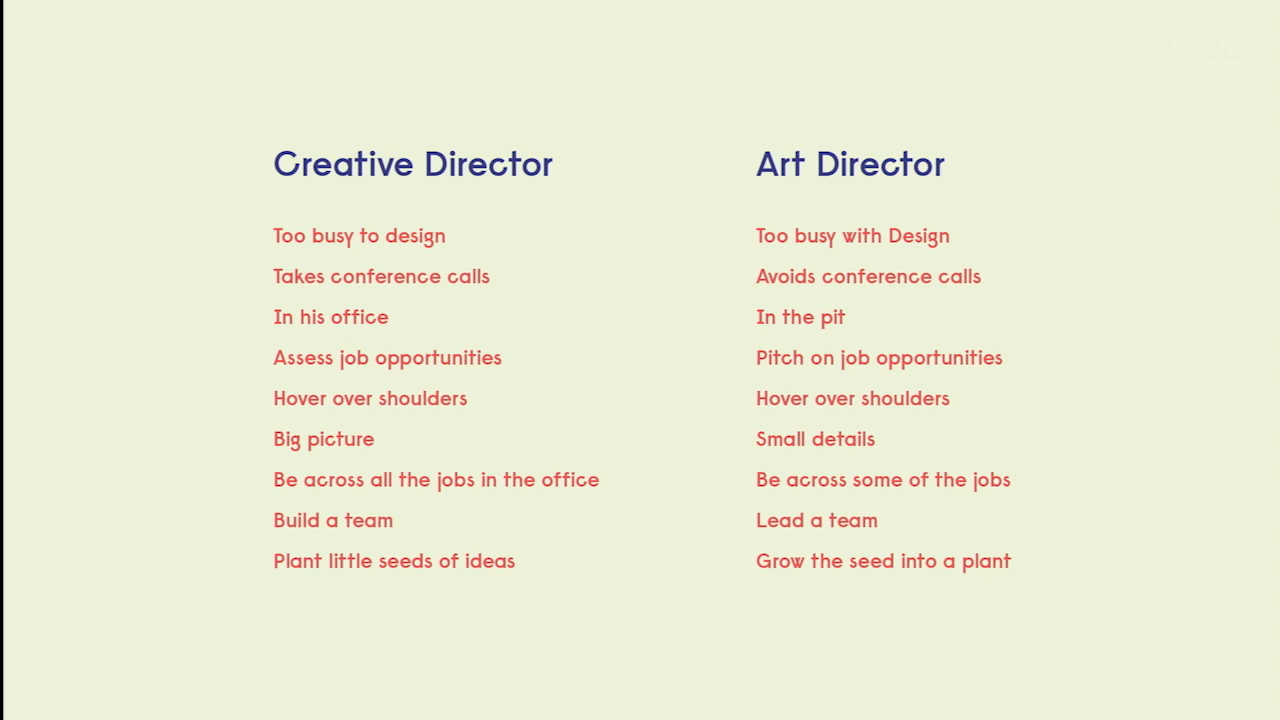 Creative Director
Too busy to design
Takes conference calls
In his office
Assess job opportunities
Hover over shoulders
Big picture
Be across all the jobs in the office
Build a team
Plant little seeds of ideas
Art Director
Too busy with Design
Avoids conference calls
In the pit
Pitch on job opportunities
Hover over shoulders
Small details
Be across some of the jobs
Lead a team
Grow the seed into a plant